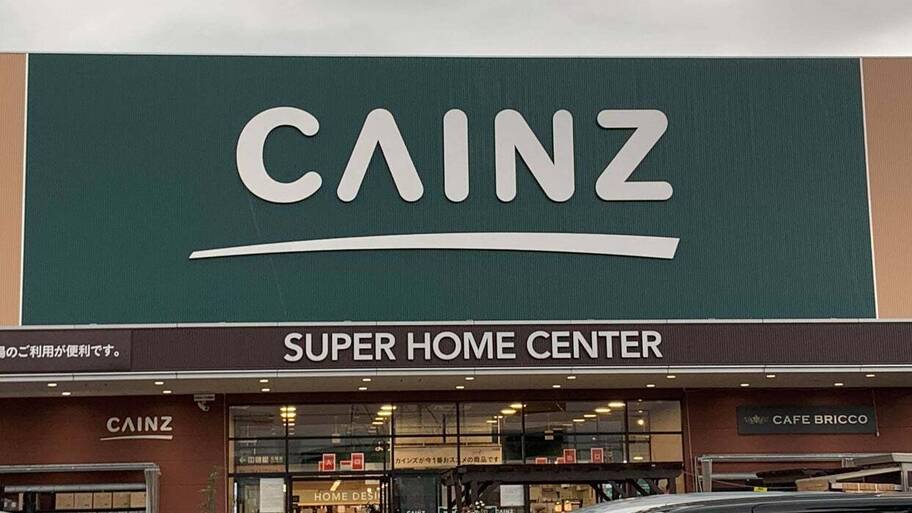 CAINZ
SUPER HOME CENTER
場のご利用が便利です。
CAINZ
CAFE BRICCO
カインズが今1番おススメの商品です
HOME DESI